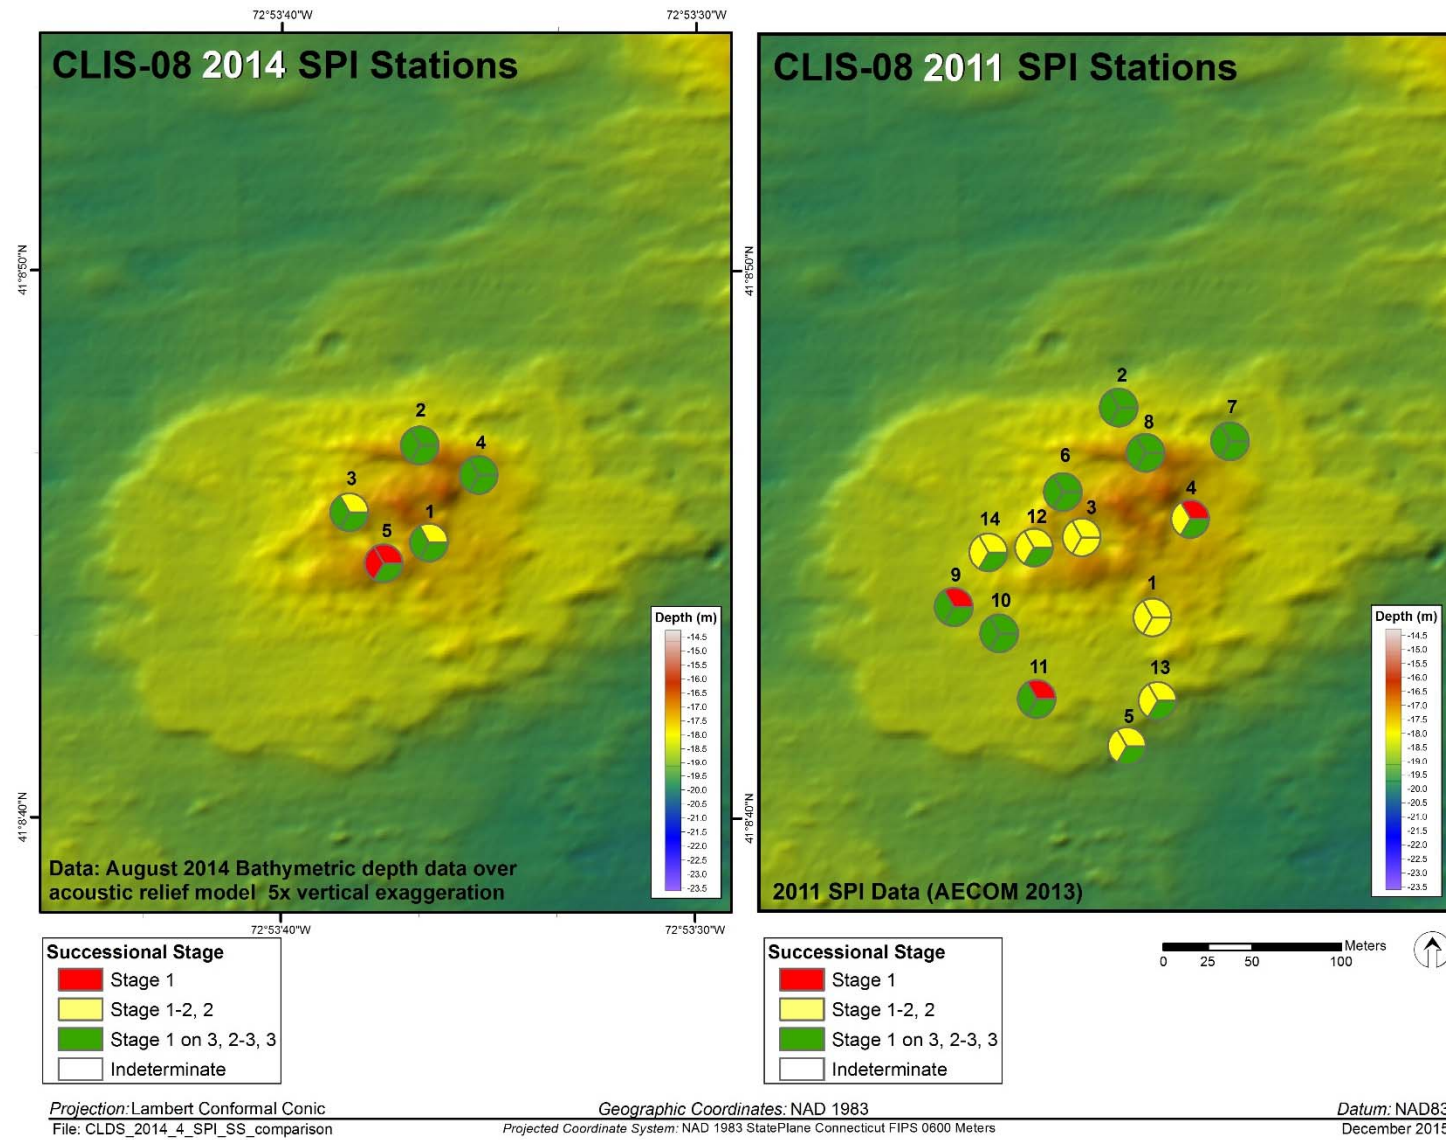 72°53'40"W
72°53'30"W
CLIS-08 2014 SPI Stations
CLIS-08 2011 SPI Stations
41°8'50"N
41°8'50"N
2
4
3
1
5
2
7
8
6
4
3
12
14
9
10
1
11
13
5
Depth (m)
-14.5
-15.0
-15.5
-16.0
-16.5
-17.0
-17.5
-18.0
-18.5
-19.0
-19.5
-20.0
-20.5
-21.0
-21.5
-22.0
-22.5
-23.0
-23.5
Depth (m)
-14.5
-15.0
-15.5
-16.0
-16.5
-17.0
-17.5
-18.0
-18.5
-19.0
-19.5
-20.0
-20.5
-21.0
-21.5
-22.0
-22.5
-23.0
-23.5
41°8'40"N
41°8'40"N
Data: August 2014 Bathymetric depth data over
acoustic relief model 5x vertical exaggeration
2011 SPI Data (AECOM 2013)
72°53'40"W
72°53'30"W
Successional Stage
Stage 1
Stage 1-2, 2
Stage 1 on 3, 2-3, 3
Indeterminate
Successional Stage
Stage 1
Stage 1-2, 2
Stage 1 on 3, 2-3, 3
Indeterminate
Meters
0 25 50 100
Projection: Lambert Conformal Conic
Geographic Coordinates: NAD 1983
Datum: NAD83
File: CLDS_2014_4_SPI_SS_comparison
Projected Coordinate System: NAD 1983 StatePlane Connecticut FIPS 0600 Meters
December 2015